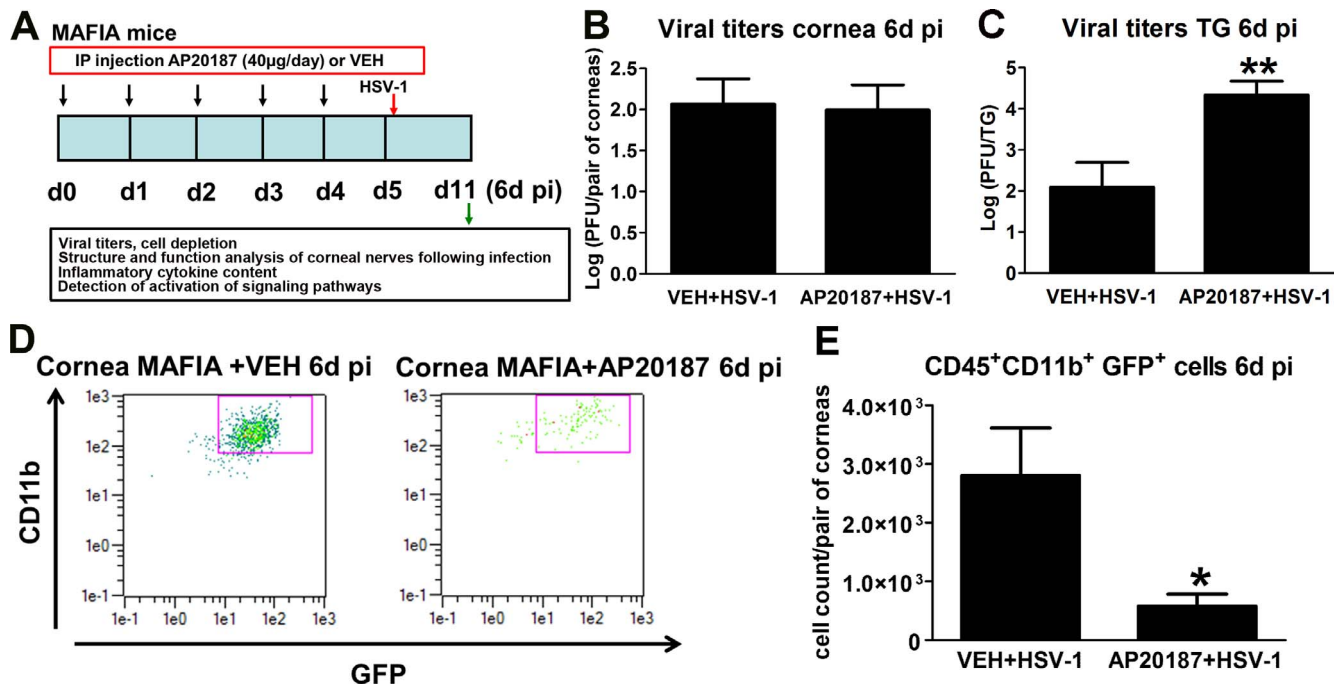 A
MAFIA mice
IP injection AP20187 (40µg/day) or VEH
HSV-1
d0 d1 d2 d3 d4 d5 d11 (6d pi)
Viral titers, cell depletion
Structure and function analysis of corneal nerves following infection
Inflammatory cytokine content
Detection of activation of signaling pathways
B
Viral titers cornea 6d pi
Log (PFU/pair of corneas)
2.5
2.0
1.5
1.0
0.5
0.0
VEH+HSV-1 AP20187+HSV-1
C
Viral titers TG 6d pi
Log (PFU/TG)
5
4
3
2
1
0
**
VEH+HSV-1 AP20187+HSV-1
D
Cornea MAFIA +VEH 6d pi
CD11b
1e3
1e2
1e1
1e0
1e-1
1e-1 1e0 1e1 1e2 1e3
Cornea MAFIA+AP20187 6d pi
1e3
1e2
1e1
1e0
1e-1
1e-1 1e0 1e1 1e2 1e3
GFP
E
CD45⁺CD11b⁺ GFP⁺ cells 6d pi
cell count/pair of corneas
4.0×10³
3.0×10³
2.0×10³
1.0×10³
0
*
VEH+HSV-1 AP20187+HSV-1